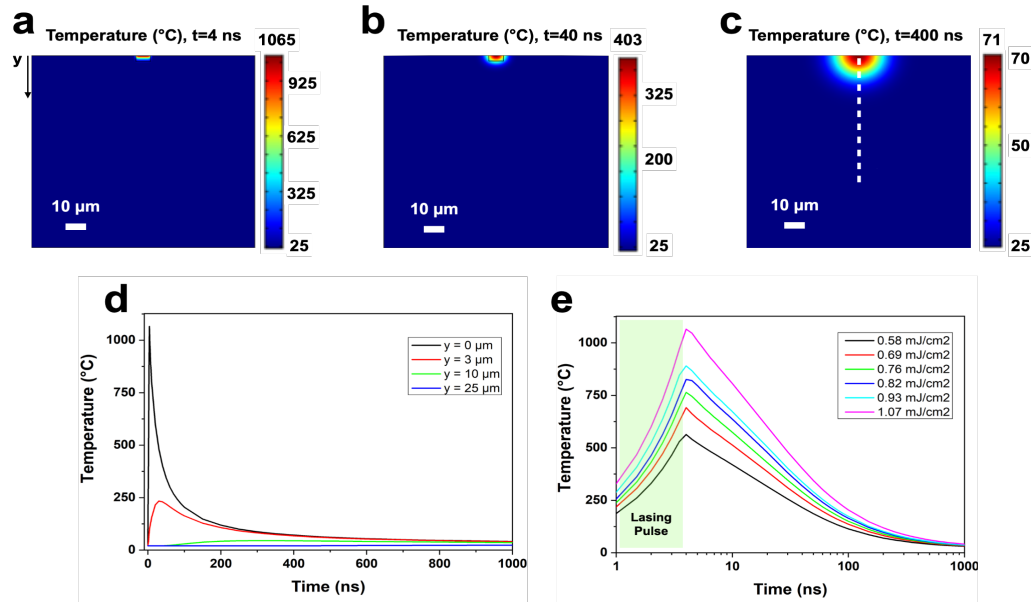 a
Temperature (°C), t=4 ns
1065
y
925
625
325
25
10 µm
b
Temperature (°C), t=40 ns
403
325
200
25
10 µm
c
Temperature (°C), t=400 ns
71
70
50
25
10 µm
d
Temperature (°C)
1000
750
500
250
0
0 200 400 600 800 1000
Time (ns)
y = 0 µm
y = 3 µm
y = 10 µm
y = 25 µm
e
Temperature (°C)
1000
750
500
250
0
1 10 100 1000
Time (ns)
Lasing
Pulse
0.58 mJ/cm2
0.69 mJ/cm2
0.76 mJ/cm2
0.82 mJ/cm2
0.93 mJ/cm2
1.07 mJ/cm2